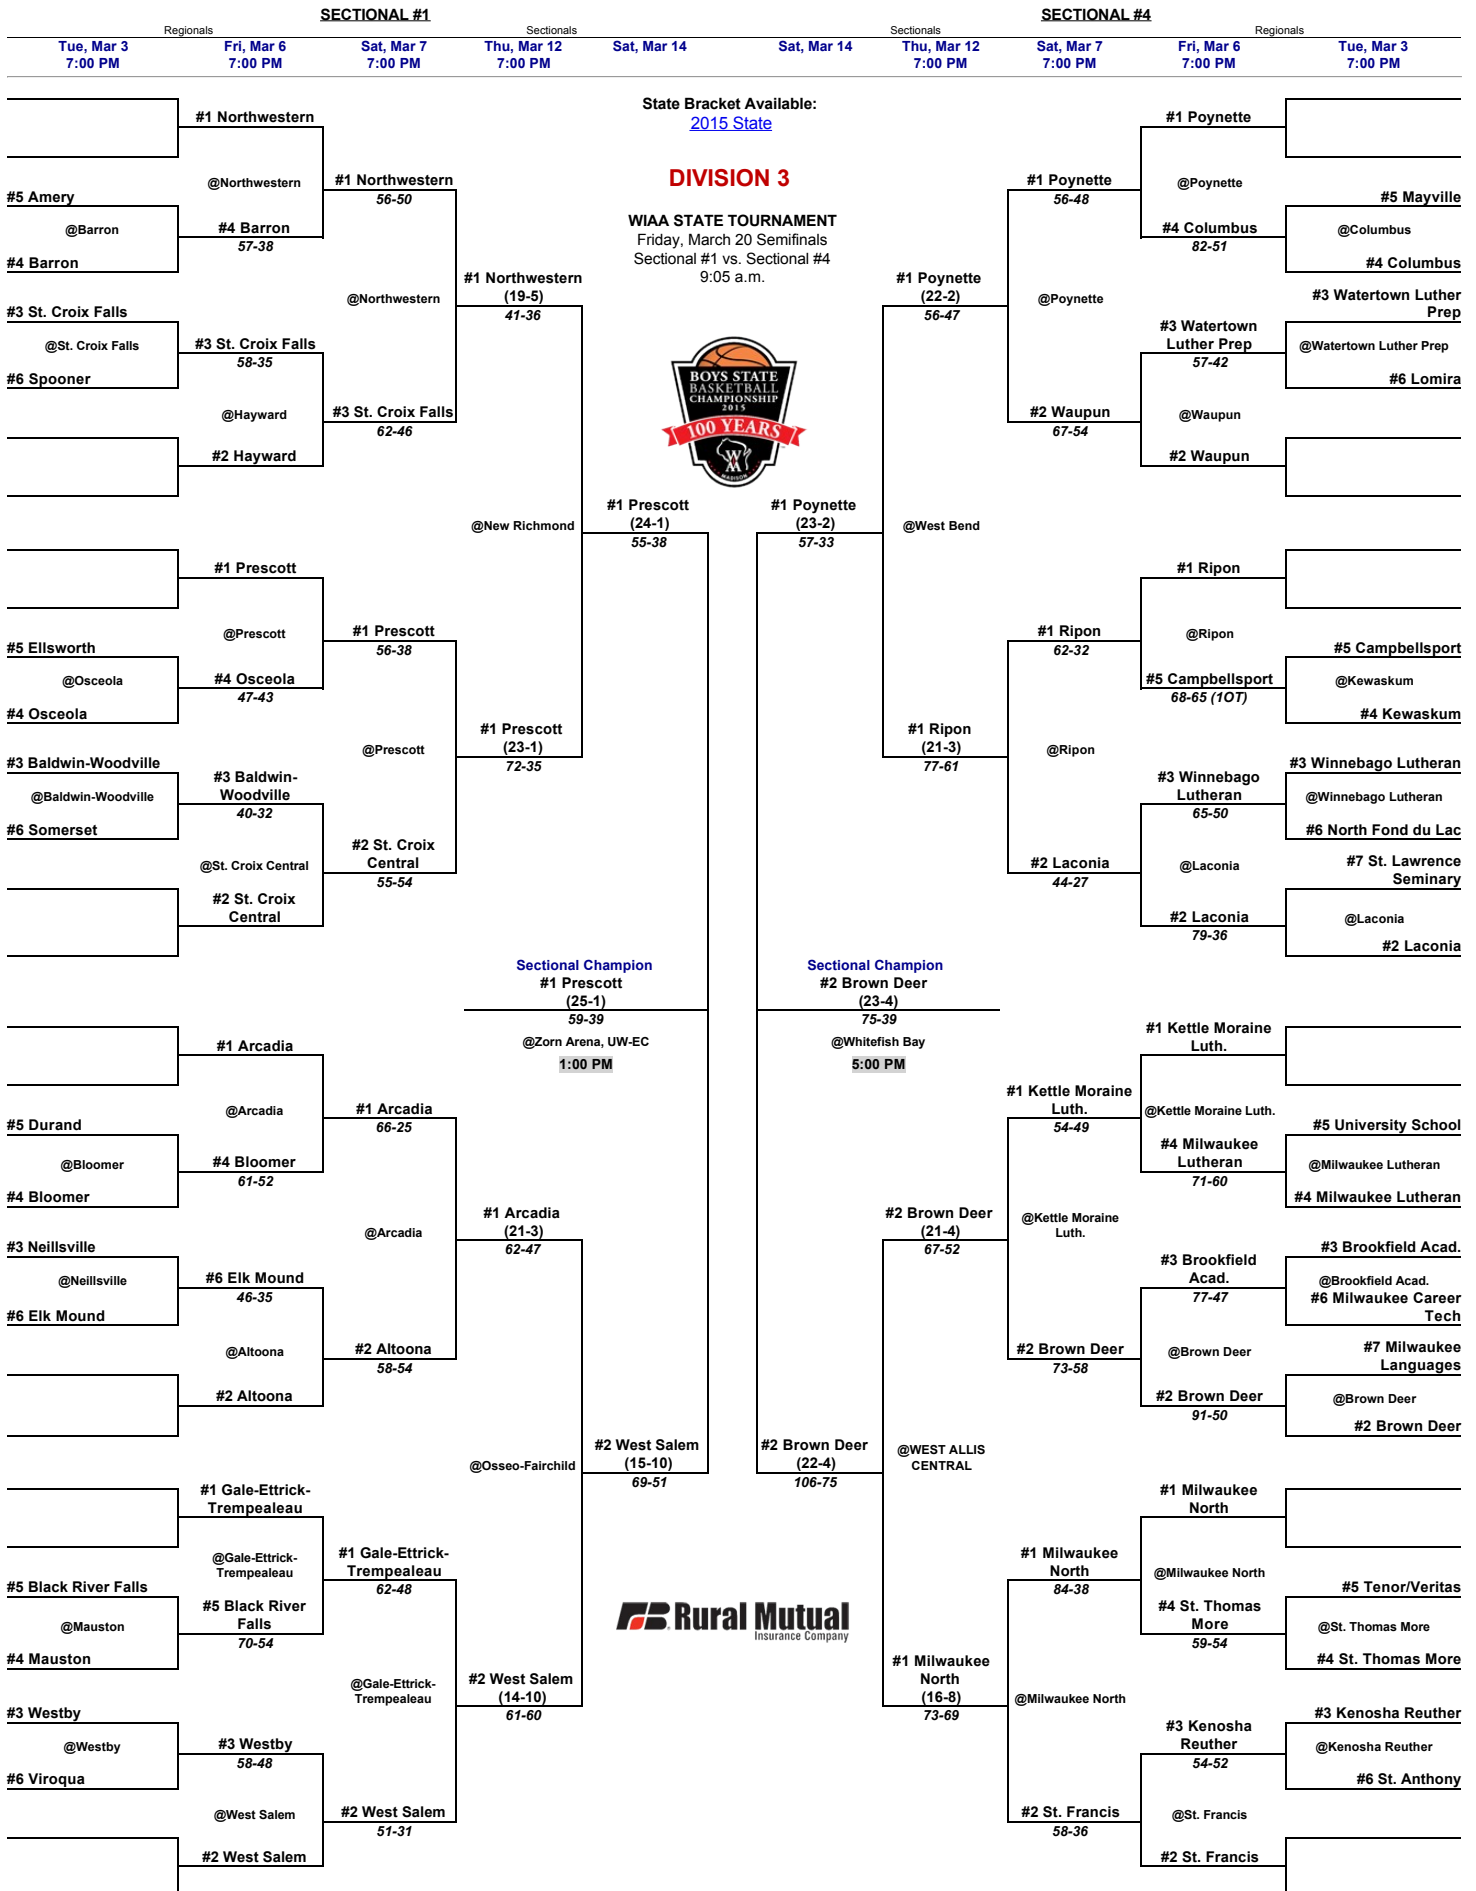 SECTIONAL #1
SECTIONAL #4
Regionals
Sectionals
Sectionals
Regionals
Tue, Mar 3
7:00 PM
Fri, Mar 6
7:00 PM
Sat, Mar 7
7:00 PM
Thu, Mar 12
7:00 PM
Sat, Mar 14
Sat, Mar 14
Thu, Mar 12
7:00 PM
Sat, Mar 7
7:00 PM
Fri, Mar 6
7:00 PM
Tue, Mar 3
7:00 PM
State Bracket Available:
2015 State
DIVISION 3
WIAA STATE TOURNAMENT
Friday, March 20 Semifinals
Sectional #1 vs. Sectional #4
9:05 a.m.
BOYS STATE
BASKETBALL
CHAMPIONSHIP
2015
100 YEARS
WIAA
MADISON
#5 Amery
@Barron
#4 Barron
#3 St. Croix Falls
@St. Croix Falls
#6 Spooner
#5 Ellsworth
@Osceola
#4 Osceola
#3 Baldwin-Woodville
@Baldwin-Woodville
#6 Somerset
#5 Durand
@Bloomer
#4 Bloomer
#3 Neillsville
@Neillsville
#6 Elk Mound
#5 Black River Falls
@Mauston
#4 Mauston
#3 Westby
@Westby
#6 Viroqua
#1 Northwestern
@Northwestern
#4 Barron
57-38
#3 St. Croix Falls
58-35
@Hayward
#2 Hayward
#1 Prescott
@Prescott
#4 Osceola
47-43
#3 Baldwin-
Woodville
40-32
@St. Croix Central
#2 St. Croix
Central
#1 Arcadia
@Arcadia
#4 Bloomer
61-52
#6 Elk Mound
46-35
@Altoona
#2 Altoona
#1 Gale-Ettrick-
Trempealeau
@Gale-Ettrick-
Trempealeau
#5 Black River
Falls
70-54
#3 Westby
58-48
@West Salem
#2 West Salem
#1 Northwestern
56-50
@Northwestern
#3 St. Croix Falls
62-46
#1 Prescott
56-38
@Prescott
#2 St. Croix
Central
55-54
#1 Arcadia
66-25
@Arcadia
#2 Altoona
58-54
#1 Gale-Ettrick-
Trempealeau
62-48
@Gale-Ettrick-
Trempealeau
#2 West Salem
51-31
#1 Northwestern
(19-5)
41-36
@New Richmond
#1 Prescott
(23-1)
72-35
#1 Arcadia
(21-3)
62-47
@Osseo-Fairchild
#2 West Salem
(14-10)
61-60
#1 Prescott
(24-1)
55-38
Sectional Champion
#1 Prescott
(25-1)
59-39
@Zorn Arena, UW-EC
1:00 PM
#2 West Salem
(15-10)
69-51
#1 Poynette
(23-2)
57-33
Sectional Champion
#2 Brown Deer
(23-4)
75-39
@Whitefish Bay
5:00 PM
#2 Brown Deer
(22-4)
106-75
Rural Mutual
Insurance Company
#1 Poynette
(22-2)
56-47
@West Bend
#1 Ripon
(21-3)
77-61
#2 Brown Deer
(21-4)
67-52
@WEST ALLIS
CENTRAL
#1 Milwaukee
North
(16-8)
73-69
#1 Poynette
56-48
@Poynette
#2 Waupun
67-54
#1 Ripon
62-32
@Ripon
#2 Laconia
44-27
#1 Kettle Moraine
Luth.
54-49
@Kettle Moraine
Luth.
#2 Brown Deer
73-58
#1 Milwaukee
North
84-38
@Milwaukee North
#2 St. Francis
58-36
#1 Poynette
@Poynette
#4 Columbus
82-51
#3 Watertown
Luther Prep
57-42
@Waupun
#2 Waupun
#1 Ripon
@Ripon
#5 Campbellsport
68-65 (1OT)
#3 Winnebago
Lutheran
65-50
@Laconia
#2 Laconia
79-36
#1 Kettle Moraine
Luth.
@Kettle Moraine Luth.
#4 Milwaukee
Lutheran
71-60
#3 Brookfield
Acad.
77-47
@Brown Deer
#2 Brown Deer
91-50
#1 Milwaukee
North
@Milwaukee North
#4 St. Thomas
More
59-54
#3 Kenosha
Reuther
54-52
@St. Francis
#2 St. Francis
#5 Mayville
@Columbus
#4 Columbus
#3 Watertown Luther
Prep
@Watertown Luther Prep
#6 Lomira
#5 Campbellsport
@Kewaskum
#4 Kewaskum
#3 Winnebago Lutheran
@Winnebago Lutheran
#6 North Fond du Lac
#7 St. Lawrence
Seminary
@Laconia
#2 Laconia
#5 University School
@Milwaukee Lutheran
#4 Milwaukee Lutheran
#3 Brookfield Acad.
@Brookfield Acad.
#6 Milwaukee Career
Tech
#7 Milwaukee
Languages
@Brown Deer
#2 Brown Deer
#5 Tenor/Veritas
@St. Thomas More
#4 St. Thomas More
#3 Kenosha Reuther
@Kenosha Reuther
#6 St. Anthony